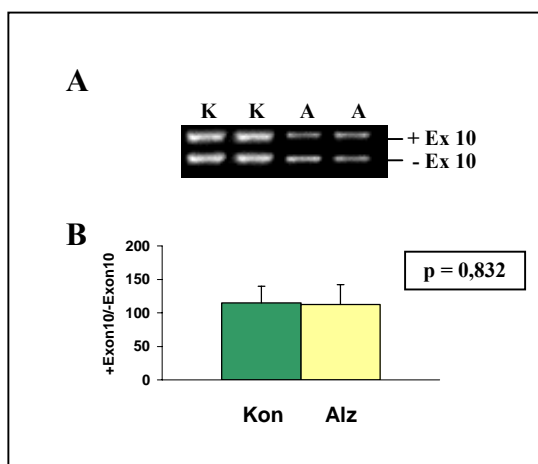 A
K K A A
+ Ex 10
- Ex 10
B
200
150
100
50
0
+Exon10/-Exon10
p = 0,832
Kon Alz